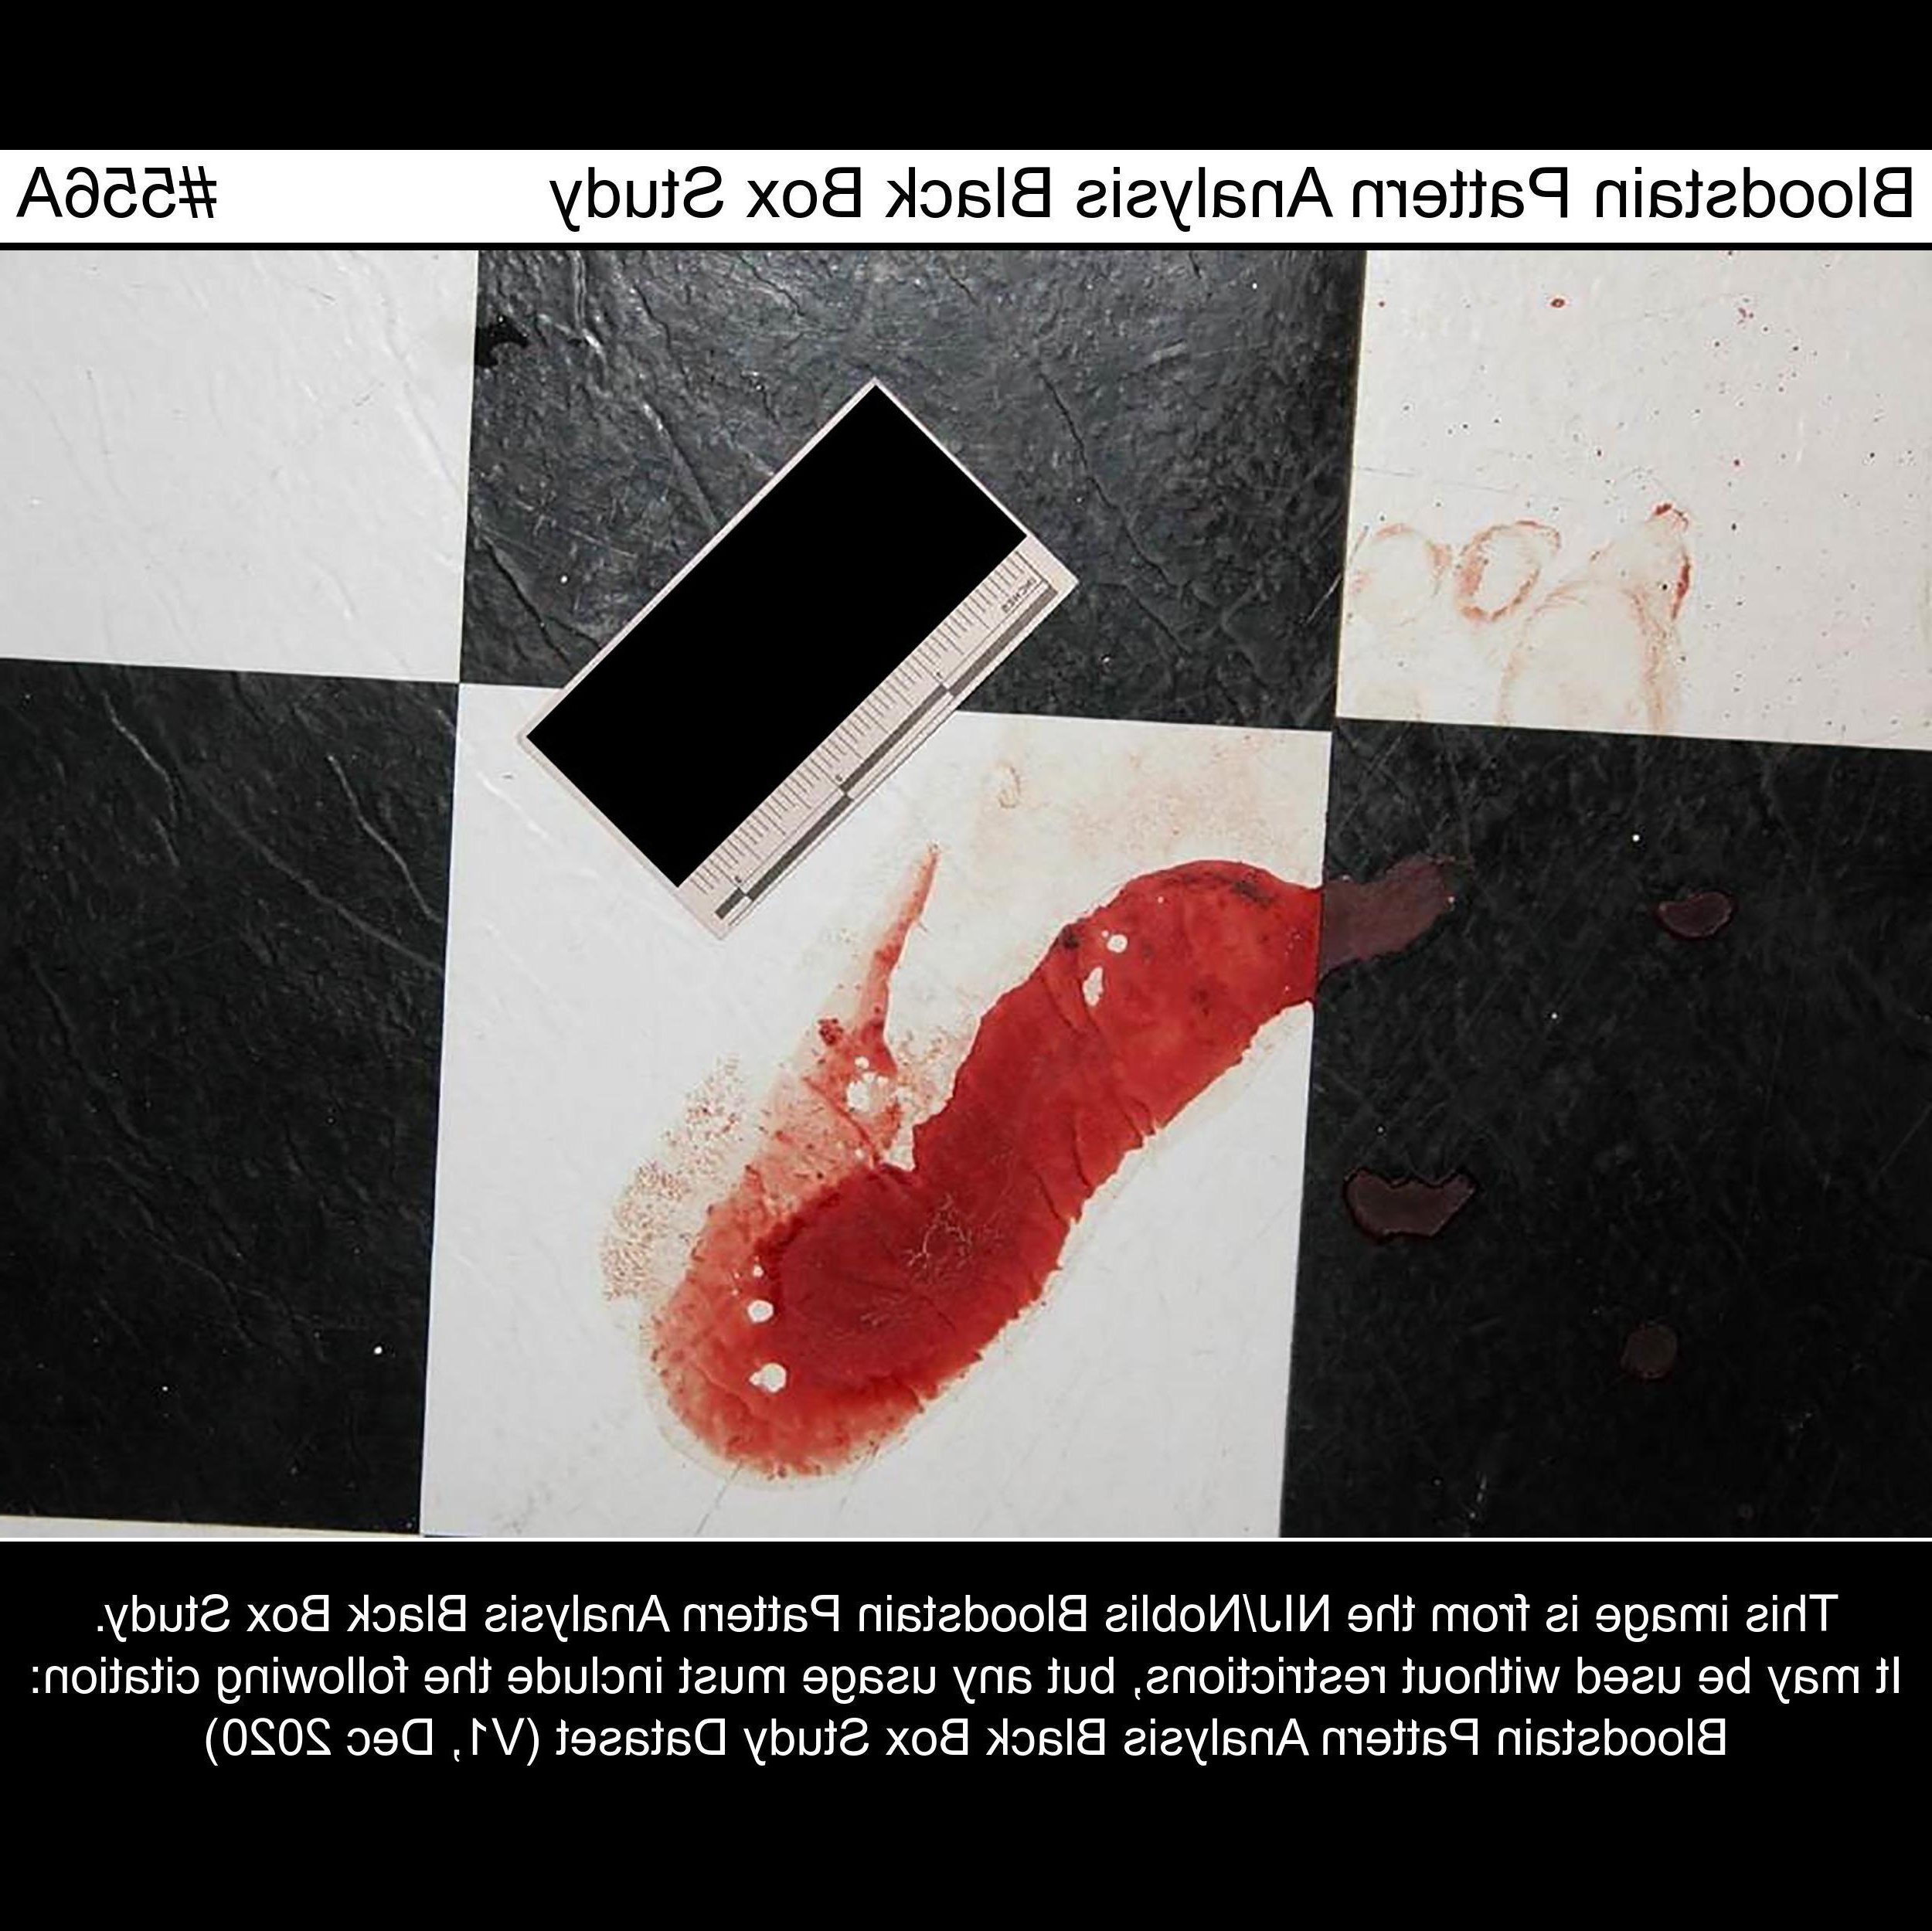 Bloodstain Pattern Analysis Black Box Study #556A
INCHES
This image is from the NIJ/Noblis Bloodstain Pattern Analysis Black Box Study.
It may be used without restrictions, but any usage must include the following citation:
Bloodstain Pattern Analysis Black Box Study Dataset (V1, Dec 2020)